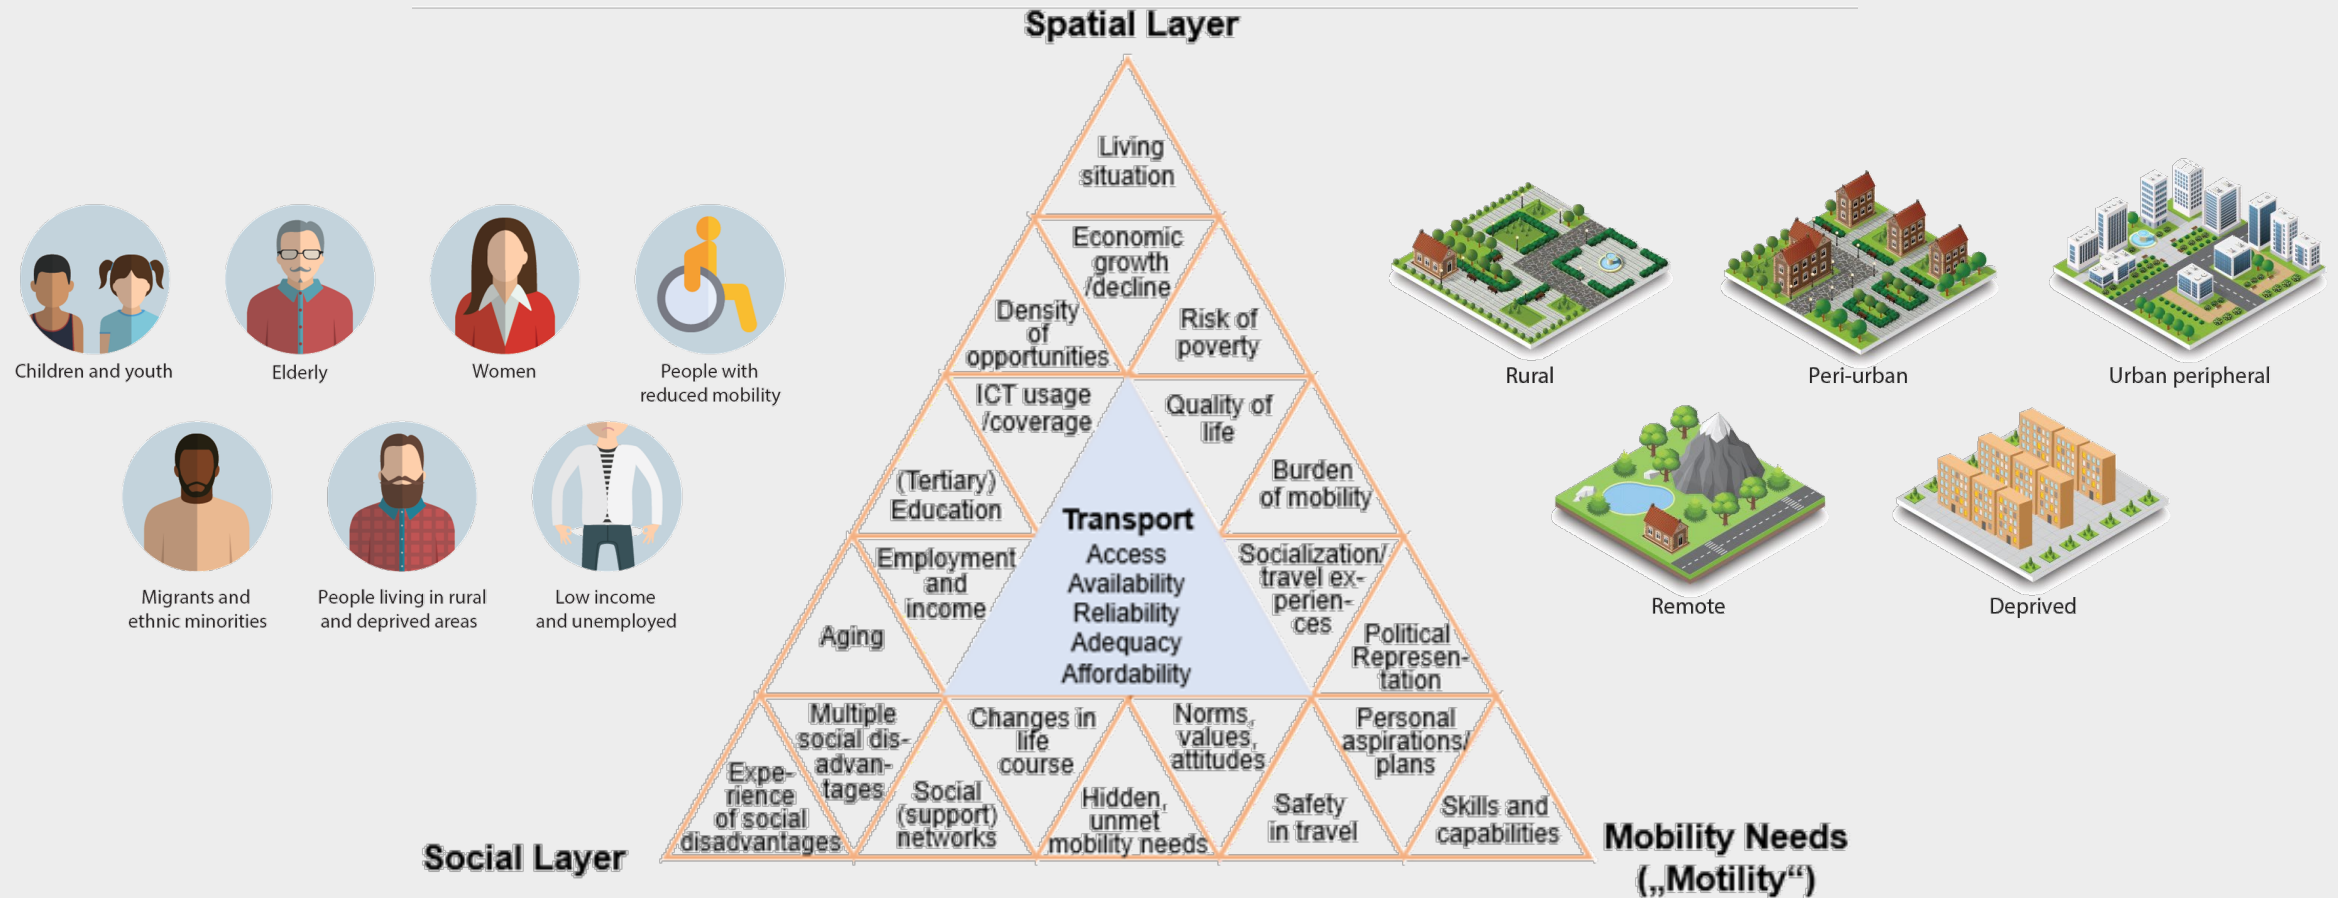 Spatial Layer
Living
situation
Economic
growth
/decline
Density
of
opportunities
Risk of
poverty
ICT usage
/coverage
Quality of
life
(Tertiary)
Education
Burden
of mobility
Transport
Access
Availability
Reliability
Adequacy
Affordability
Employment
and
income
Socialization/
travel ex-
perien-
ces
Aging
Political
Represen-
tation
Multiple
social dis-
advan-
tages
Changes in
life
course
Norms,
values,
attitudes
Personal
aspirations/
plans
Expe-
rience
of social
disadvantages
Social
(support)
networks
Hidden,
unmet
mobility needs
Safety
in travel
Skills and
capabilities
Social Layer
Mobility Needs
(„Motility“)
Children and youth
Elderly
Women
People with
reduced mobility
Migrants and
ethnic minorities
People living in rural
and deprived areas
Low income
and unemployed
Rural
Peri-urban
Urban peripheral
Remote
Deprived